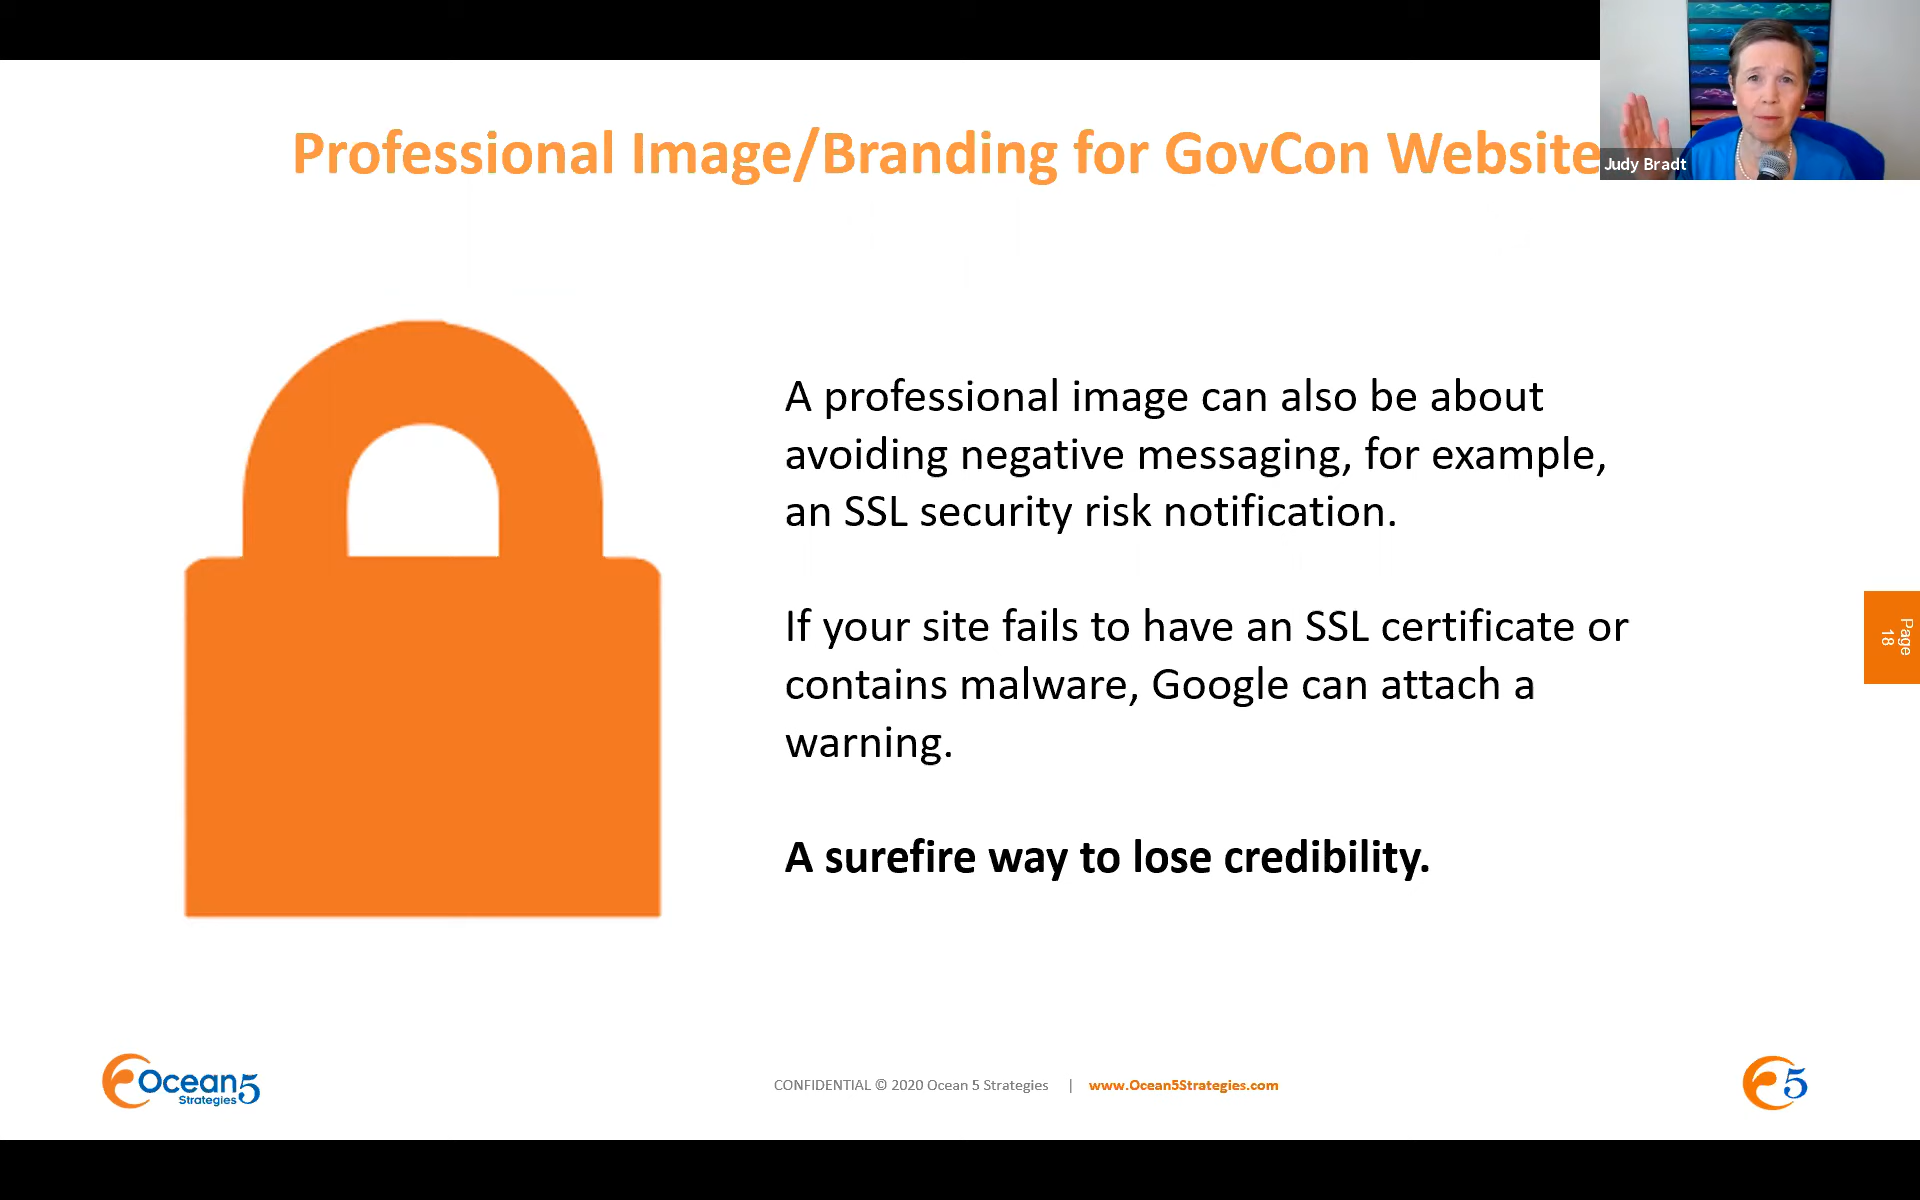 Professional Image/Branding for GovCon Website
Judy Bradt
A professional image can also be about
avoiding negative messaging, for example,
an SSL security risk notification.
If your site fails to have an SSL certificate or
contains malware, Google can attach a
warning.
A surefire way to lose credibility.
Page
18
Ocean5
Strategies
CONFIDENTIAL © 2020 Ocean 5 Strategies | www.Ocean5Strategies.com
5